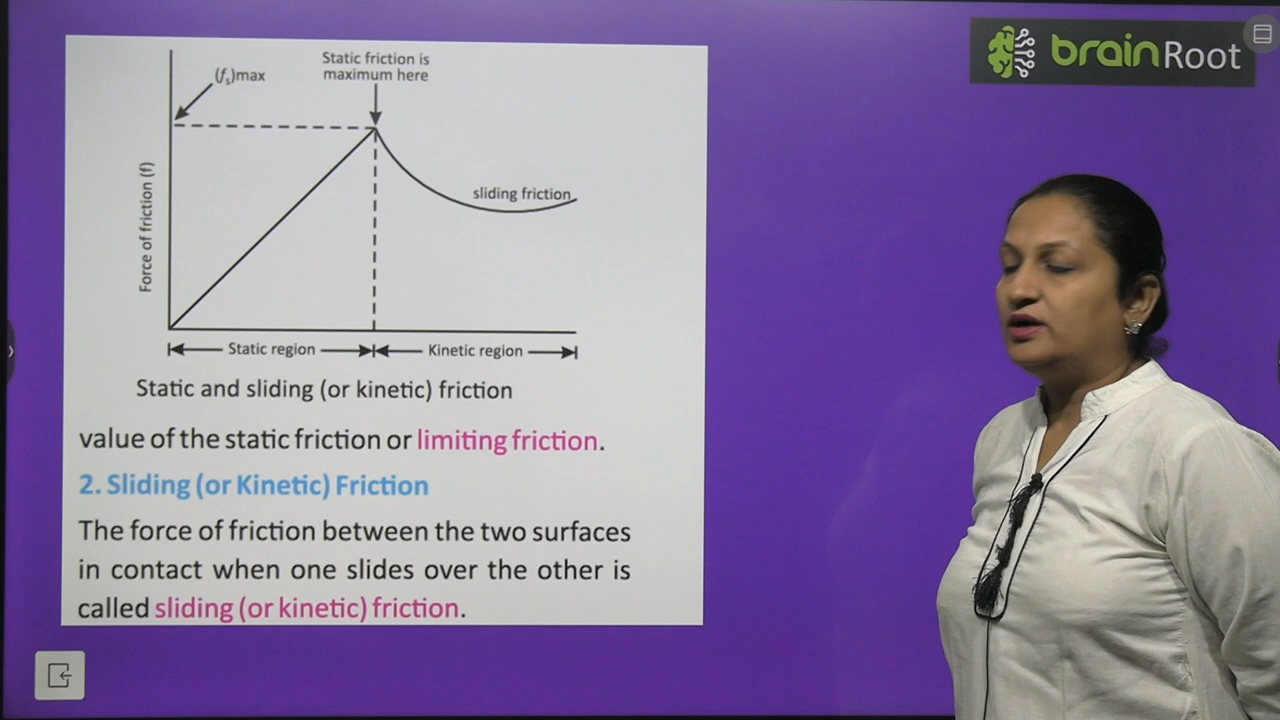 brainRoot
Static friction is
maximum here
(fs)max
Force of friction (f)
sliding friction
Static region
Kinetic region
Static and sliding (or kinetic) friction
value of the static friction or limiting friction.
2. Sliding (or Kinetic) Friction
The force of friction between the two surfaces
in contact when one slides over the other is
called sliding (or kinetic) friction.